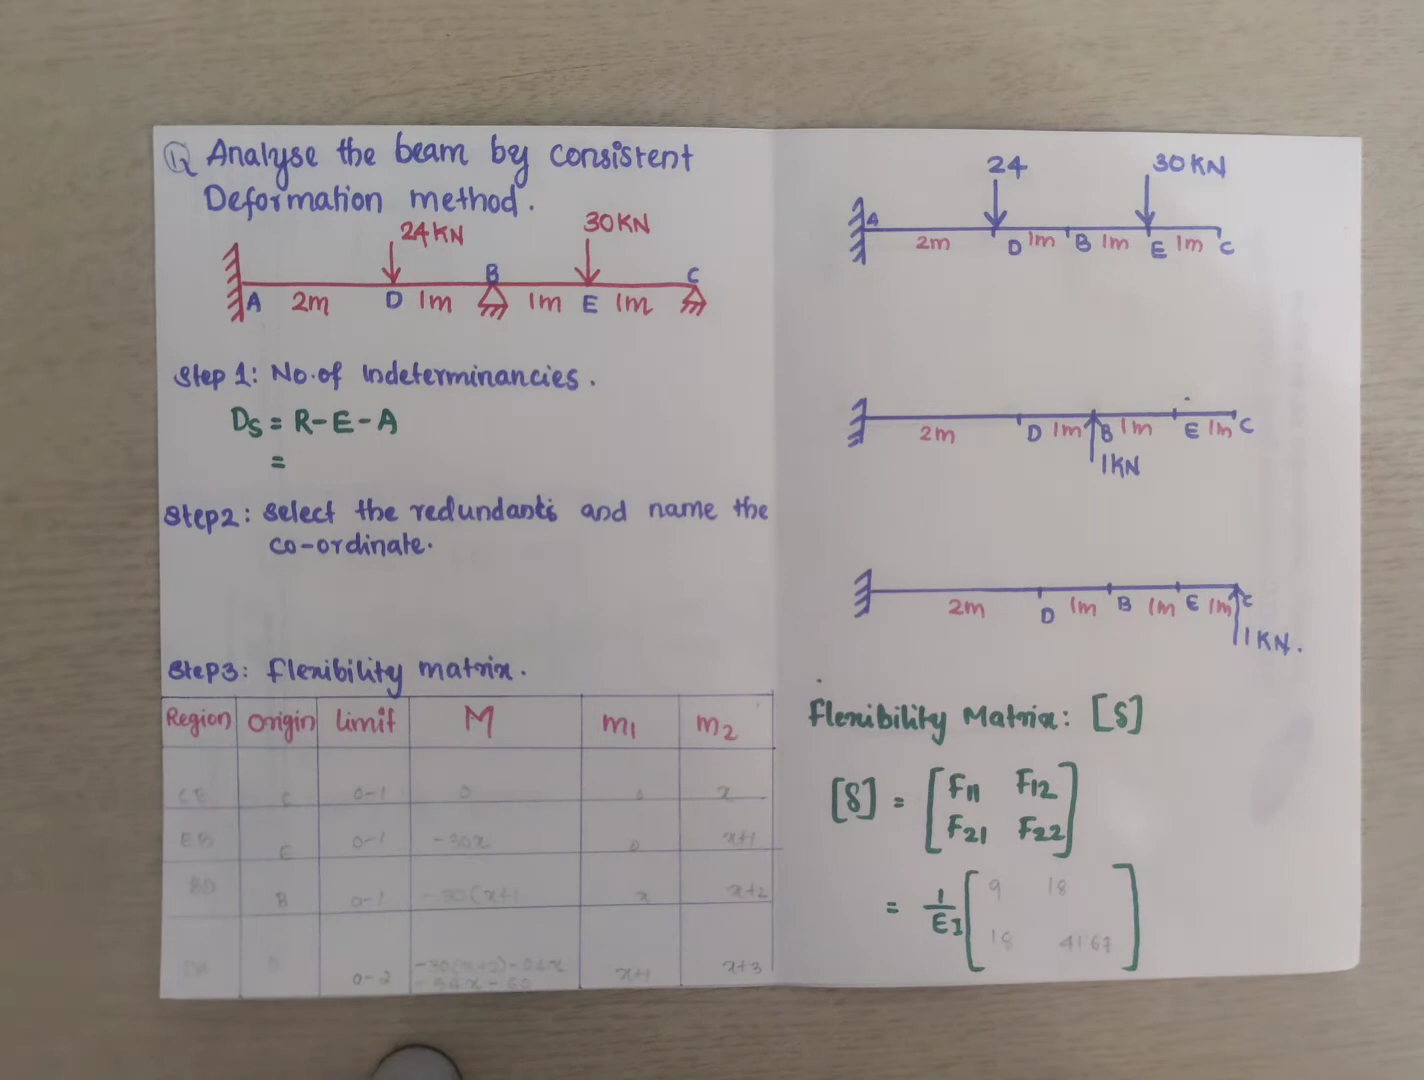 Q Analyse the beam by consistent
Deformation method.
24KN
30KN
B
C
A 2m D 1m 1m E 1m
Step 1: No.of indeterminancies.
Ds = R-E-A
=
Step2: Select the redundants and name the
co-ordinate.
Step3: Flexibility matrix.
Region Origin limit M m1 m2
CE C 0-1 0 0 x
EB E 0-1 -30x 0 x+1
BD B 0-1 -30(x+1 x x+2
0-2 x+1 x+3
24
30KN
A
2m D 1m B 1m E 1m C
2m D 1m B 1m E 1m C
1KN
2m D 1m B 1m E 1m C
1KN.
Flexibility Matrix: [S]
[S] = [F11 F12
F21 F22]
= 1/EI [9 18
18 41.67]